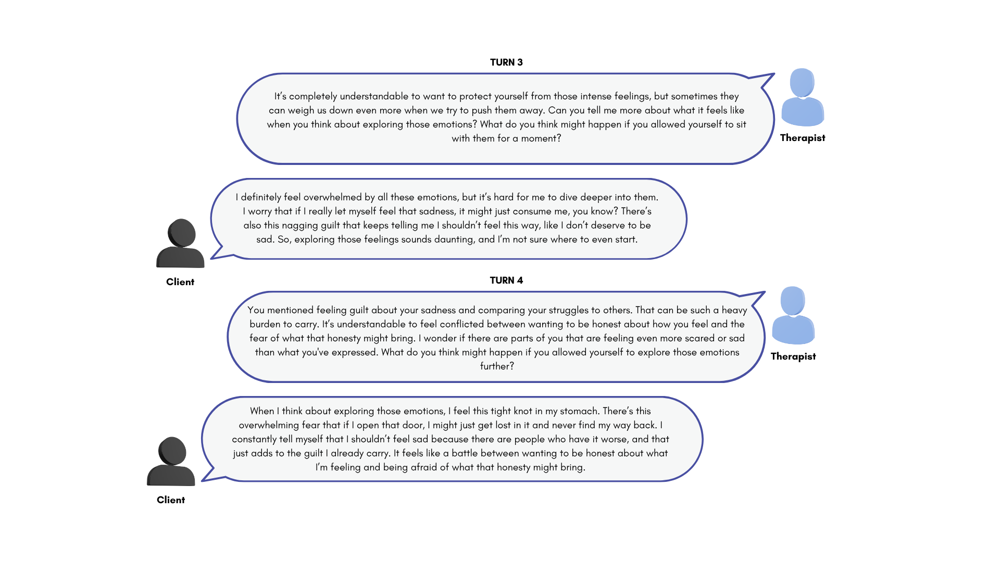 TURN 3
It’s completely understandable to want to protect yourself from those intense feelings, but sometimes they
can weigh us down even more when we try to push them away. Can you tell me more about what it feels like
when you think about exploring those emotions? What do you think might happen if you allowed yourself to sit
with them for a moment?
Therapist
I definitely feel overwhelmed by all these emotions, but it’s hard for me to dive deeper into them.
I worry that if I really let myself feel that sadness, it might just consume me, you know? There’s
also this nagging guilt that keeps telling me I shouldn’t feel this way, like I don’t deserve to be
sad. So, exploring those feelings sounds daunting, and I’m not sure where to even start.
Client
TURN 4
You mentioned feeling guilt about your sadness and comparing your struggles to others. That can be such a heavy
burden to carry. It’s understandable to feel conflicted between wanting to be honest about how you feel and the
fear of what that honesty might bring. I wonder if there are parts of you that are feeling even more scared or sad
than what you've expressed. What do you think might happen if you allowed yourself to explore those emotions
further?
Therapist
When I think about exploring those emotions, I feel this tight knot in my stomach. There’s this
overwhelming fear that if I open that door, I might just get lost in it and never find my way back. I
constantly tell myself that I shouldn’t feel sad because there are people who have it worse, and that
just adds to the guilt I already carry. It feels like a battle between wanting to be honest about what
I’m feeling and being afraid of what that honesty might bring.
Client